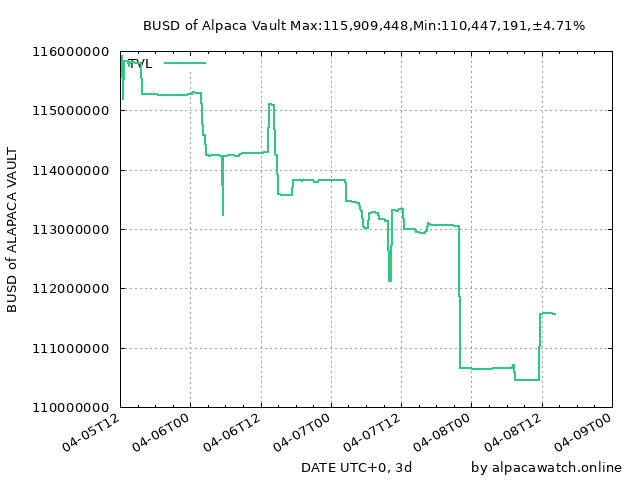 BUSD of Alpaca Vault Max:115,909,448,Min:110,447,191,±4.71%
116000000
TVL
115000000
114000000
113000000
112000000
111000000
110000000
BUSD of ALAPACA VAULT
04-05T12
04-06T00
04-06T12
04-07T00
04-07T12
04-08T00
04-08T12
04-09T00
DATE UTC+0, 3d
by alpacawatch.online